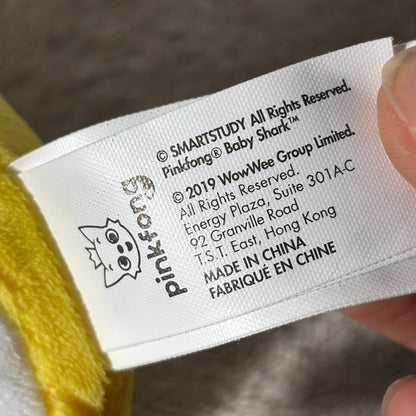 pinkfong
© SMARTSTUDY All Rights Reserved.
Pinkfong® Baby Shark™
© 2019 WowWee Group Limited.
All Rights Reserved.
Energy Plaza, Suite 301A-C
92 Granville Road
T.S.T. East, Hong Kong
MADE IN CHINA
FABRIQUÉ EN CHINE